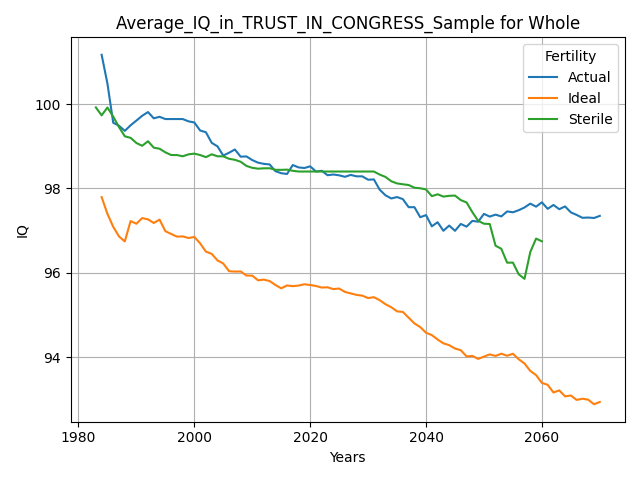 Average_IQ_in_TRUST_IN_CONGRESS_Sample for Whole
Fertility
Actual
Ideal
Sterile
IQ
100
98
96
94
1980
2000
2020
2040
2060
Years